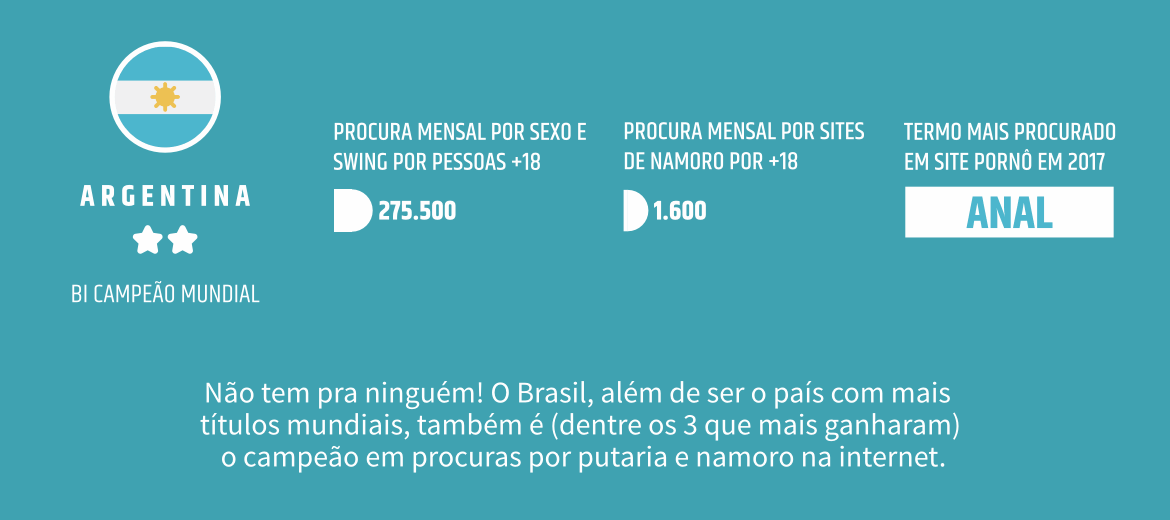 ARGENTINA
BI CAMPEÃO MUNDIAL
PROCURA MENSAL POR SEXO E
SWING POR PESSOAS +18
275.500
PROCURA MENSAL POR SITES
DE NAMORO POR +18
1.600
TERMO MAIS PROCURADO
EM SITE PORNÔ EM 2017
ANAL
Não tem pra ninguém! O Brasil, além de ser o país com mais
títulos mundiais, também é (dentre os 3 que mais ganharam)
o campeão em procuras por putaria e namoro na internet.